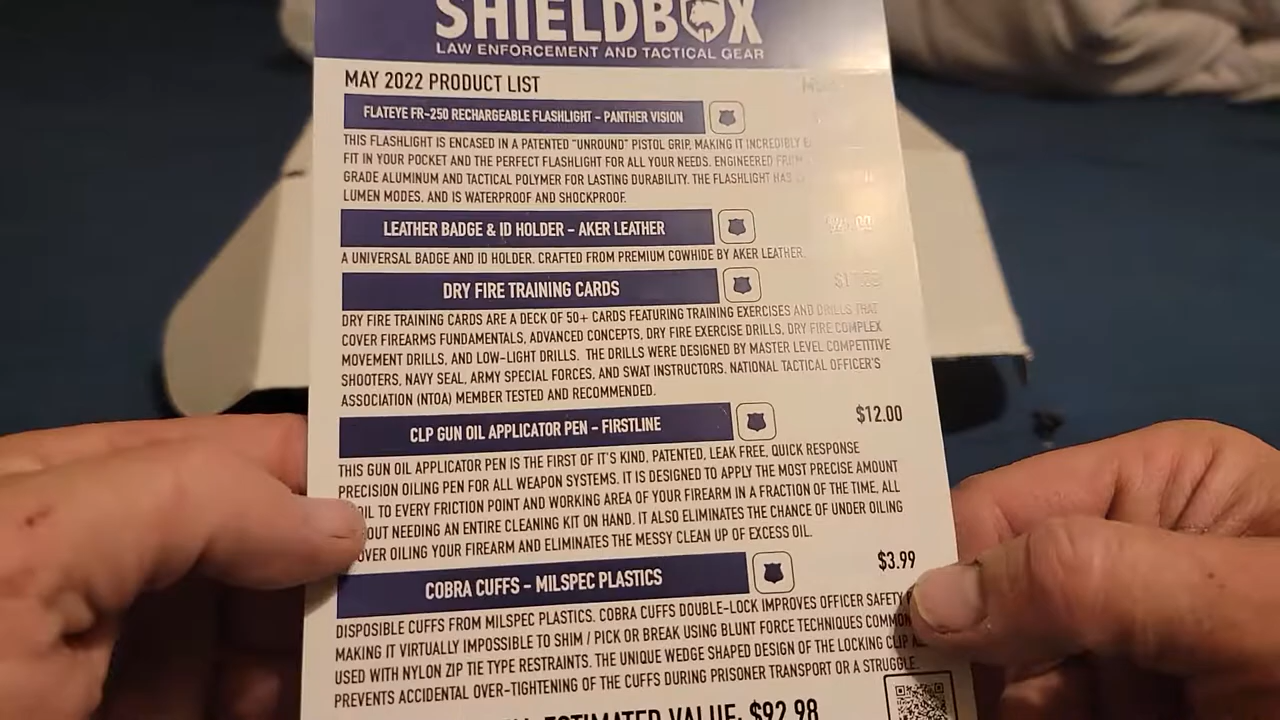 SHIELDBOX
LAW ENFORCEMENT AND TACTICAL GEAR
MAY 2022 PRODUCT LIST
FLATEYE FR-250 RECHARGEABLE FLASHLIGHT - PANTHER VISION
THIS FLASHLIGHT IS ENCASED IN A PATENTED "UNROUND" PISTOL GRIP, MAKING IT INCREDIBLY
FIT IN YOUR POCKET AND THE PERFECT FLASHLIGHT FOR ALL YOUR NEEDS. ENGINEERED FROM
GRADE ALUMINUM AND TACTICAL POLYMER FOR LASTING DURABILITY. THE FLASHLIGHT HAS
LUMEN MODES, AND IS WATERPROOF AND SHOCKPROOF.
LEATHER BADGE & ID HOLDER - AKER LEATHER
A UNIVERSAL BADGE AND ID HOLDER. CRAFTED FROM PREMIUM COWHIDE BY AKER LEATHER.
DRY FIRE TRAINING CARDS
DRY FIRE TRAINING CARDS ARE A DECK OF 50+ CARDS FEATURING TRAINING EXERCISES AND DRILLS THAT
COVER FIREARMS FUNDAMENTALS, ADVANCED CONCEPTS, DRY FIRE EXERCISE DRILLS, DRY FIRE COMPLEX
MOVEMENT DRILLS, AND LOW-LIGHT DRILLS. THE DRILLS WERE DESIGNED BY MASTER LEVEL COMPETITIVE
SHOOTERS, NAVY SEAL, ARMY SPECIAL FORCES, AND SWAT INSTRUCTORS. NATIONAL TACTICAL OFFICER'S
ASSOCIATION (NTOA) MEMBER TESTED AND RECOMMENDED.
CLP GUN OIL APPLICATOR PEN - FIRSTLINE
$12.00
THIS GUN OIL APPLICATOR PEN IS THE FIRST OF IT'S KIND, PATENTED, LEAK FREE, QUICK RESPONSE
PRECISION OILING PEN FOR ALL WEAPON SYSTEMS. IT IS DESIGNED TO APPLY THE MOST PRECISE AMOUNT
OIL TO EVERY FRICTION POINT AND WORKING AREA OF YOUR FIREARM IN A FRACTION OF THE TIME, ALL
OUT NEEDING AN ENTIRE CLEANING KIT ON HAND. IT ALSO ELIMINATES THE CHANCE OF UNDER OILING
OVER OILING YOUR FIREARM AND ELIMINATES THE MESSY CLEAN UP OF EXCESS OIL.
COBRA CUFFS - MILSPEC PLASTICS
$3.99
DISPOSABLE CUFFS FROM MILSPEC PLASTICS. COBRA CUFFS DOUBLE-LOCK IMPROVES OFFICER SAFETY
MAKING IT VIRTUALLY IMPOSSIBLE TO SHIM / PICK OR BREAK USING BLUNT FORCE TECHNIQUES
USED WITH NYLON ZIP TIE TYPE RESTRAINTS. THE UNIQUE WEDGE SHAPED DESIGN OF THE LOCKING CLIP
PREVENTS ACCIDENTAL OVER-TIGHTENING OF THE CUFFS DURING PRISONER TRANSPORT OR A STRUGGLE.
ESTIMATED VALUE: $92.98